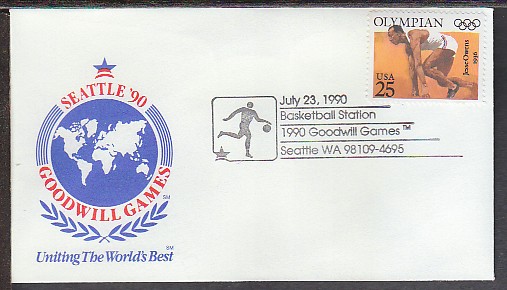 SEATTLE '90
GOODWILL GAMES
SM
Uniting The World's Best
SM
OLYMPIAN
Jesse Owens
1936
USA
25
July 23, 1990
Basketball Station
1990 Goodwill Games™
Seattle WA 98109-4695